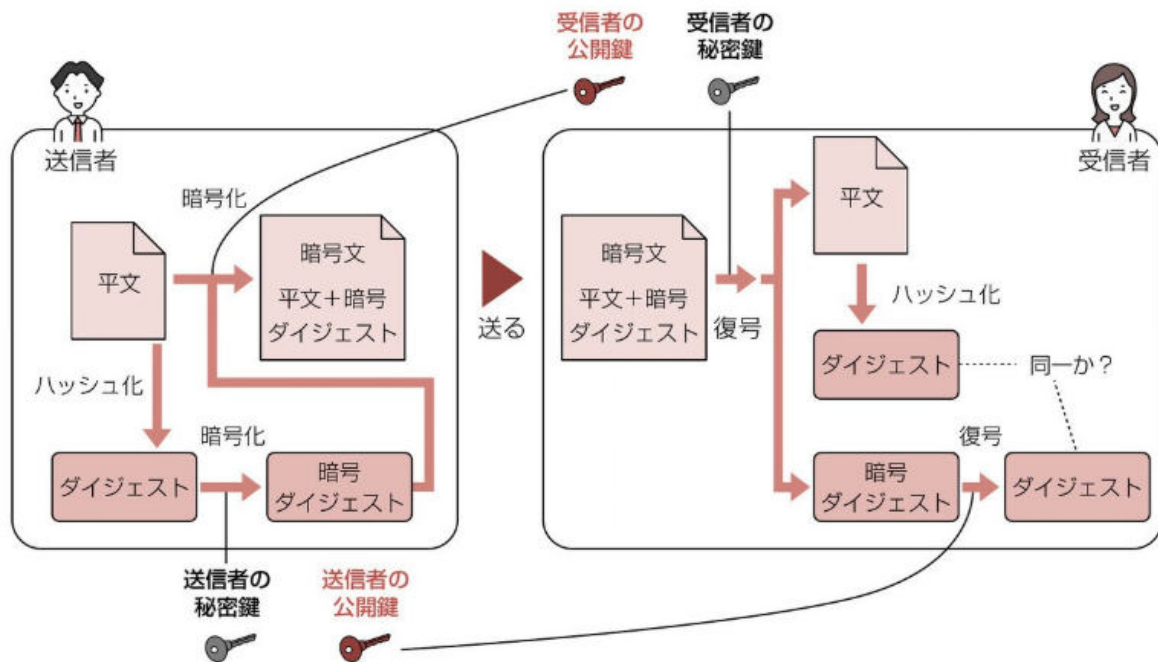 受信者の
公開鍵
受信者の
秘密鍵
送信者
受信者
暗号化
平文
暗号文
平文+暗号
ダイジェスト
ハッシュ化
暗号化
ダイジェスト
暗号
ダイジェスト
送る
暗号文
平文+暗号
ダイジェスト
復号
平文
ハッシュ化
ダイジェスト
同一か?
暗号
ダイジェスト
復号
ダイジェスト
送信者の
秘密鍵
送信者の
公開鍵